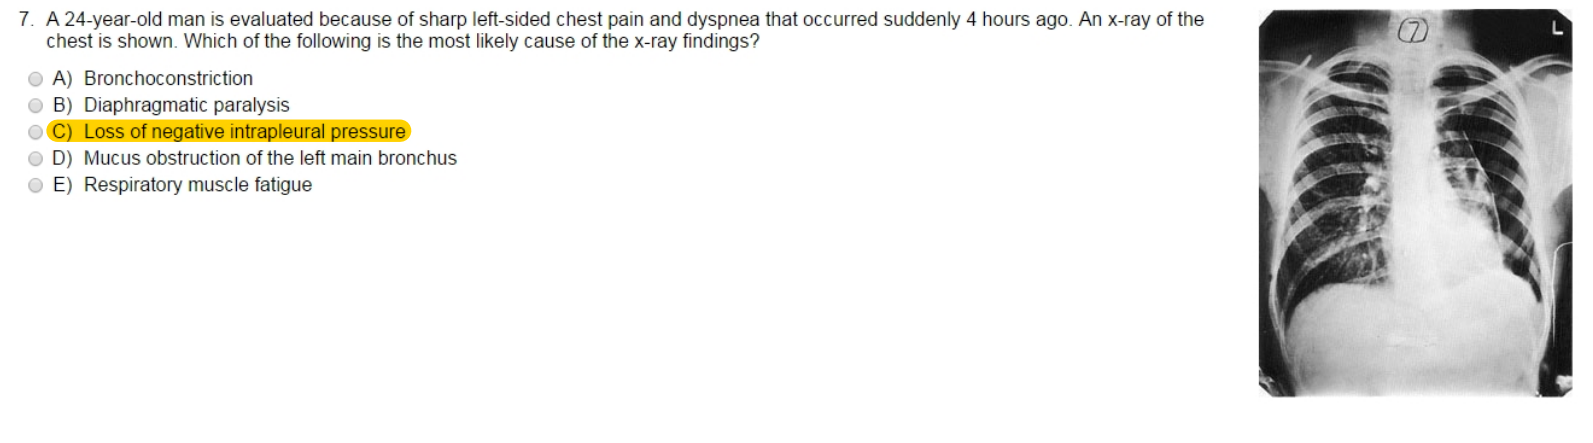 7. A 24-year-old man is evaluated because of sharp left-sided chest pain and dyspnea that occurred suddenly 4 hours ago. An x-ray of the
chest is shown. Which of the following is the most likely cause of the x-ray findings?
A) Bronchoconstriction
B) Diaphragmatic paralysis
C) Loss of negative intrapleural pressure
D) Mucus obstruction of the left main bronchus
E) Respiratory muscle fatigue
7
L